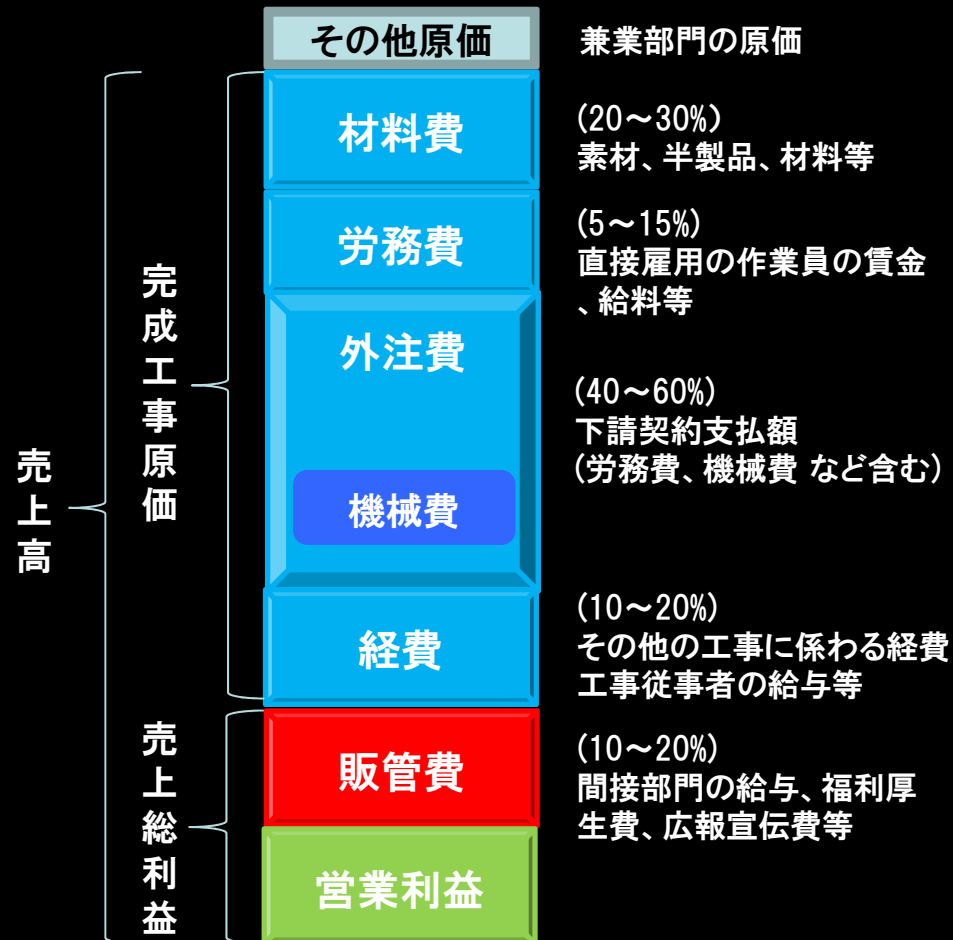 その他原価
兼業部門の原価
材料費
(20～30%)
素材、半製品、材料等
労務費
(5～15%)
直接雇用の作業員の賃金
、給料等
完成工事原価
外注費
(40～60%)
下請契約支払額
(労務費、機械費 など含む)
機械費
売上高
経費
(10～20%)
その他の工事に係わる経費
工事従事者の給与等
売上総利益
販管費
(10～20%)
間接部門の給与、福利厚
生費、広報宣伝費等
営業利益